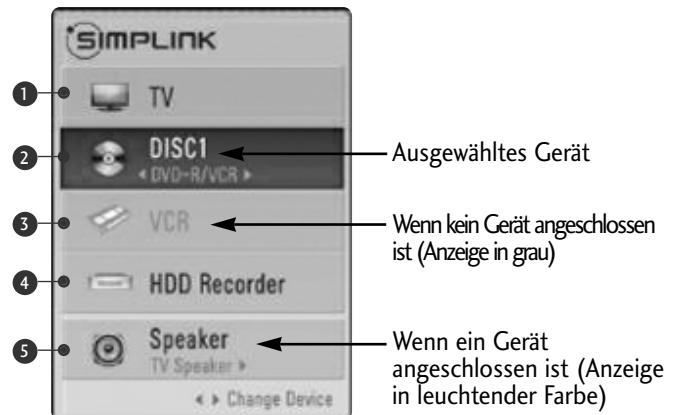 SIMPLINK
1 TV
2 DISC1
◂ DVD-R/VCR ▸
Ausgewähltes Gerät
3 VCR
Wenn kein Gerät angeschlossen
ist (Anzeige in grau)
4 HDD Recorder
5 Speaker
TV Speaker ▸
Wenn ein Gerät
angeschlossen ist (Anzeige
in leuchtender Farbe)
◂ ▸ Change Device